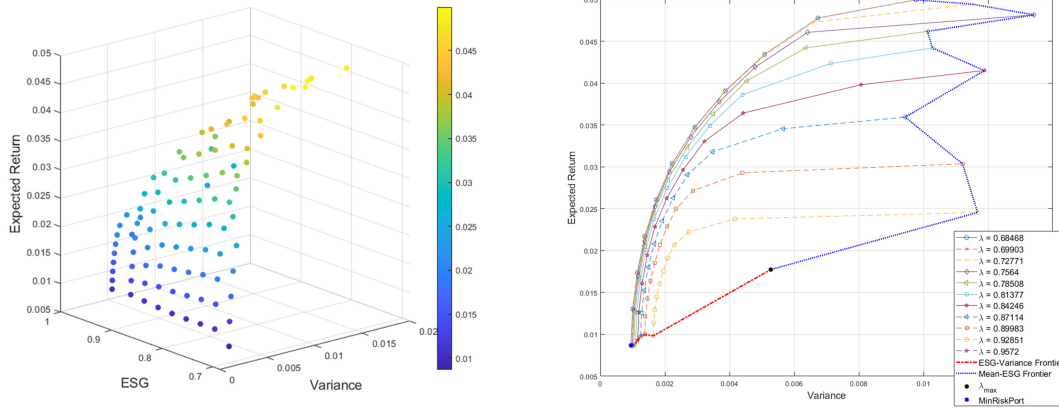 0.05
0.045
0.04
0.035
0.03
0.025
0.02
0.015
0.01
0.005
Expected Return
1
0.9
0.8
0.7
ESG
0
0.005
0.01
0.015
0.02
Variance
0.045
0.04
0.035
0.03
0.025
0.02
0.015
0.01
0.05
0.045
0.04
0.035
0.03
0.025
0.02
0.015
0.01
0.005
0
Expected Return
0
0.002
0.004
0.006
0.008
0.01
Variance
λ = 0.68468
λ = 0.69903
λ = 0.72771
λ = 0.7564
λ = 0.78508
λ = 0.81377
λ = 0.84246
λ = 0.87114
λ = 0.89983
λ = 0.92851
λ = 0.9572
ESG-Variance Frontier
Mean-ESG Frontier
λmax
MinRiskPort